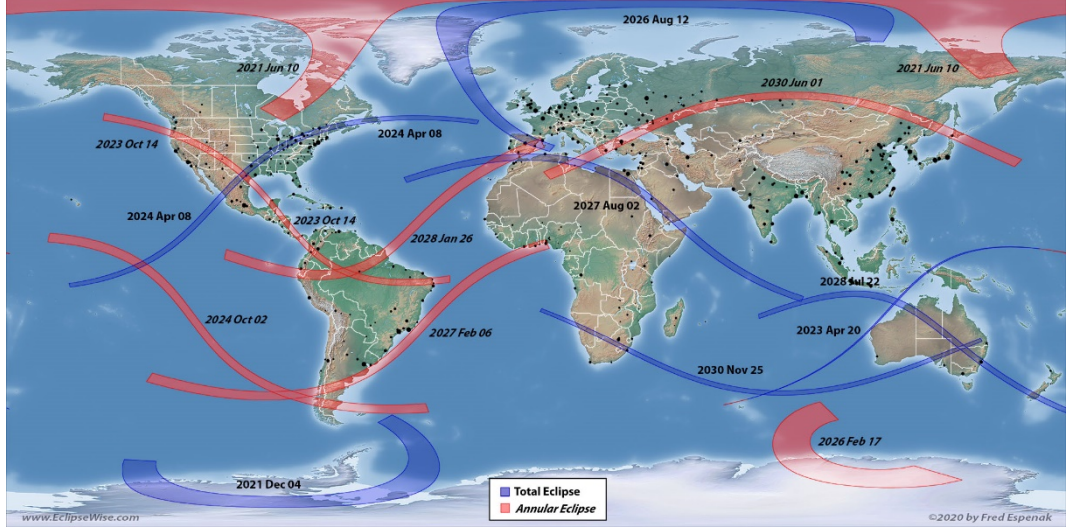 2026 Aug 12
2021 Jun 10
2021 Jun 10
2030 Jun 01
2024 Apr 08
2023 Oct 14
2027 Aug 02
2024 Apr 08
2023 Oct 14
2028 Jan 26
2028 Jul 22
2024 Oct 02
2027 Feb 06
2023 Apr 20
2030 Nov 25
2026 Feb 17
2021 Dec 04
Total Eclipse
Annular Eclipse
www.EclipseWise.com
©2020 by Fred Espenak